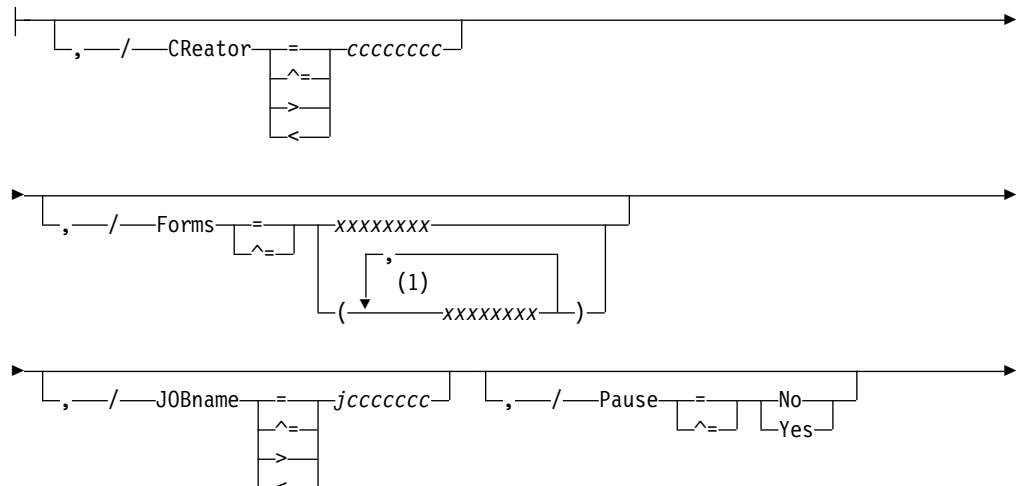 , / CReator = cccccccc
^=
>
<
, / Forms = xxxxxxxx
^=
,
(1)
( xxxxxxxx )
, / JOBname = jccccccc , / Pause = No
^= ^= Yes
>
<